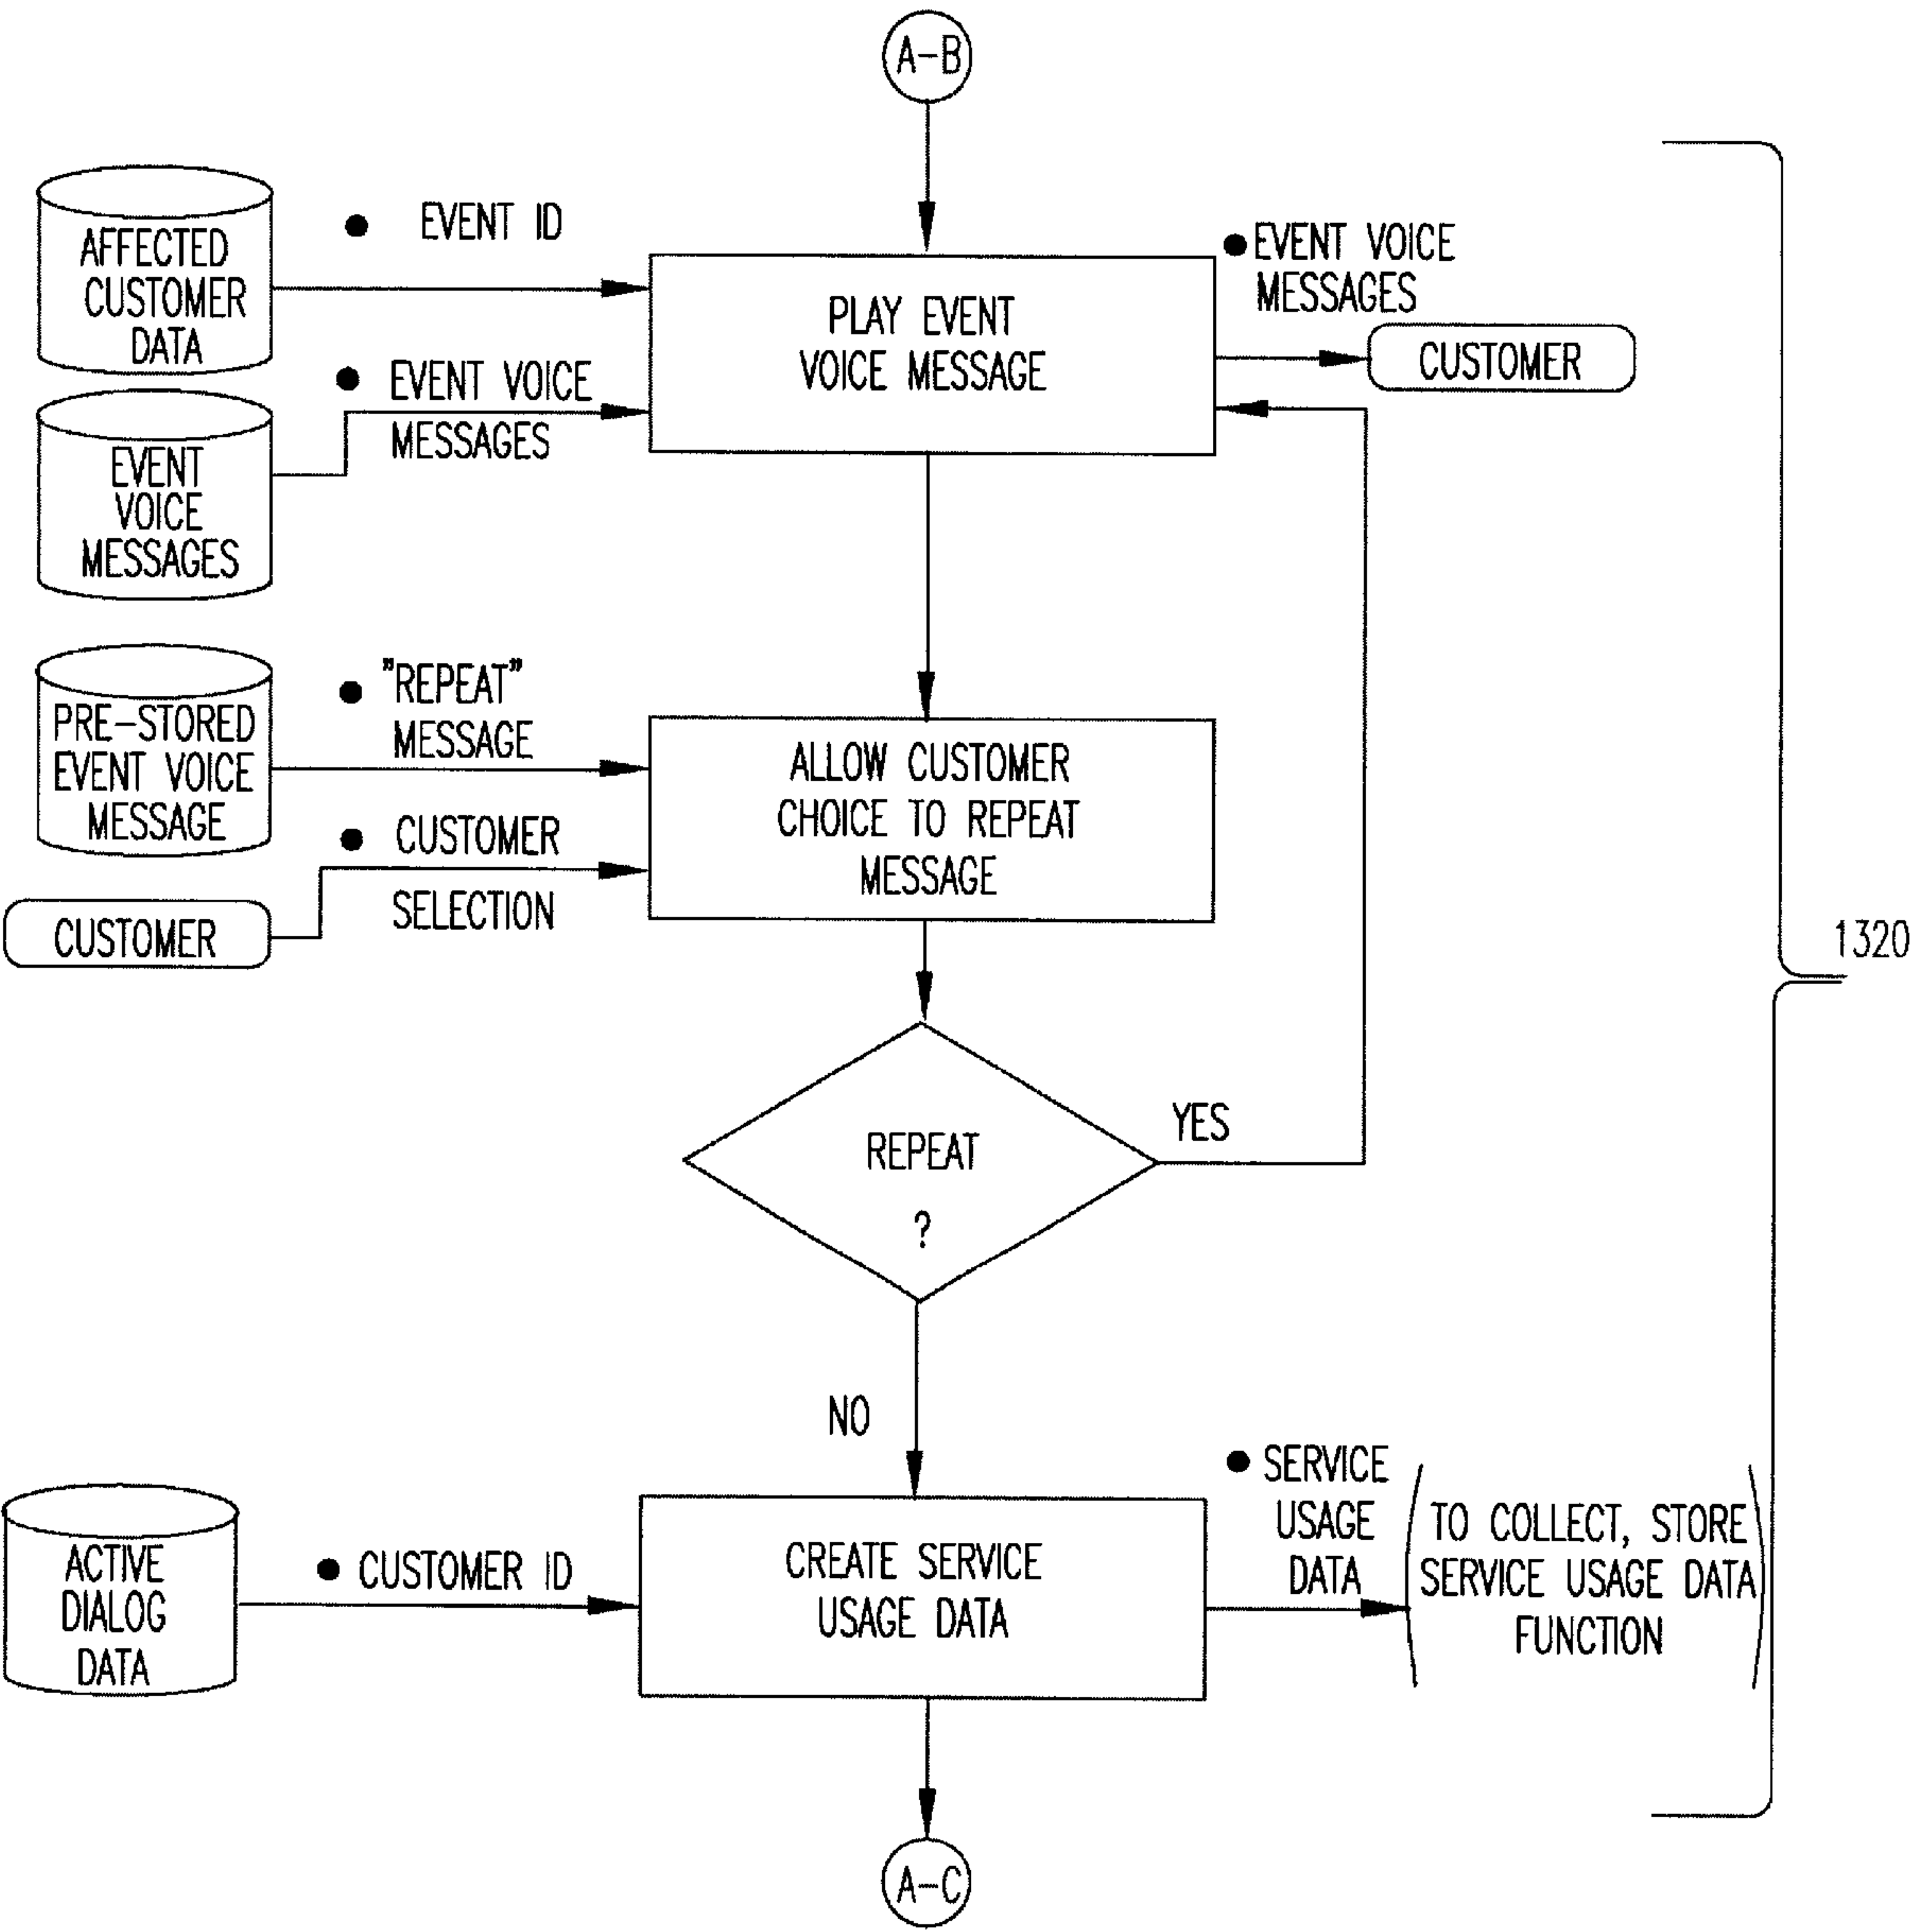 A-B
AFFECTED
CUSTOMER
DATA
● EVENT ID
EVENT
VOICE
MESSAGES
● EVENT VOICE
MESSAGES
PLAY EVENT
VOICE MESSAGE
● EVENT VOICE
MESSAGES
CUSTOMER
PRE-STORED
EVENT VOICE
MESSAGE
● "REPEAT"
MESSAGE
CUSTOMER
● CUSTOMER
SELECTION
ALLOW CUSTOMER
CHOICE TO REPEAT
MESSAGE
1320
REPEAT
?
YES
NO
ACTIVE
DIALOG
DATA
● CUSTOMER ID
CREATE SERVICE
USAGE DATA
● SERVICE
USAGE
DATA
(TO COLLECT, STORE
SERVICE USAGE DATA
FUNCTION)
A-C